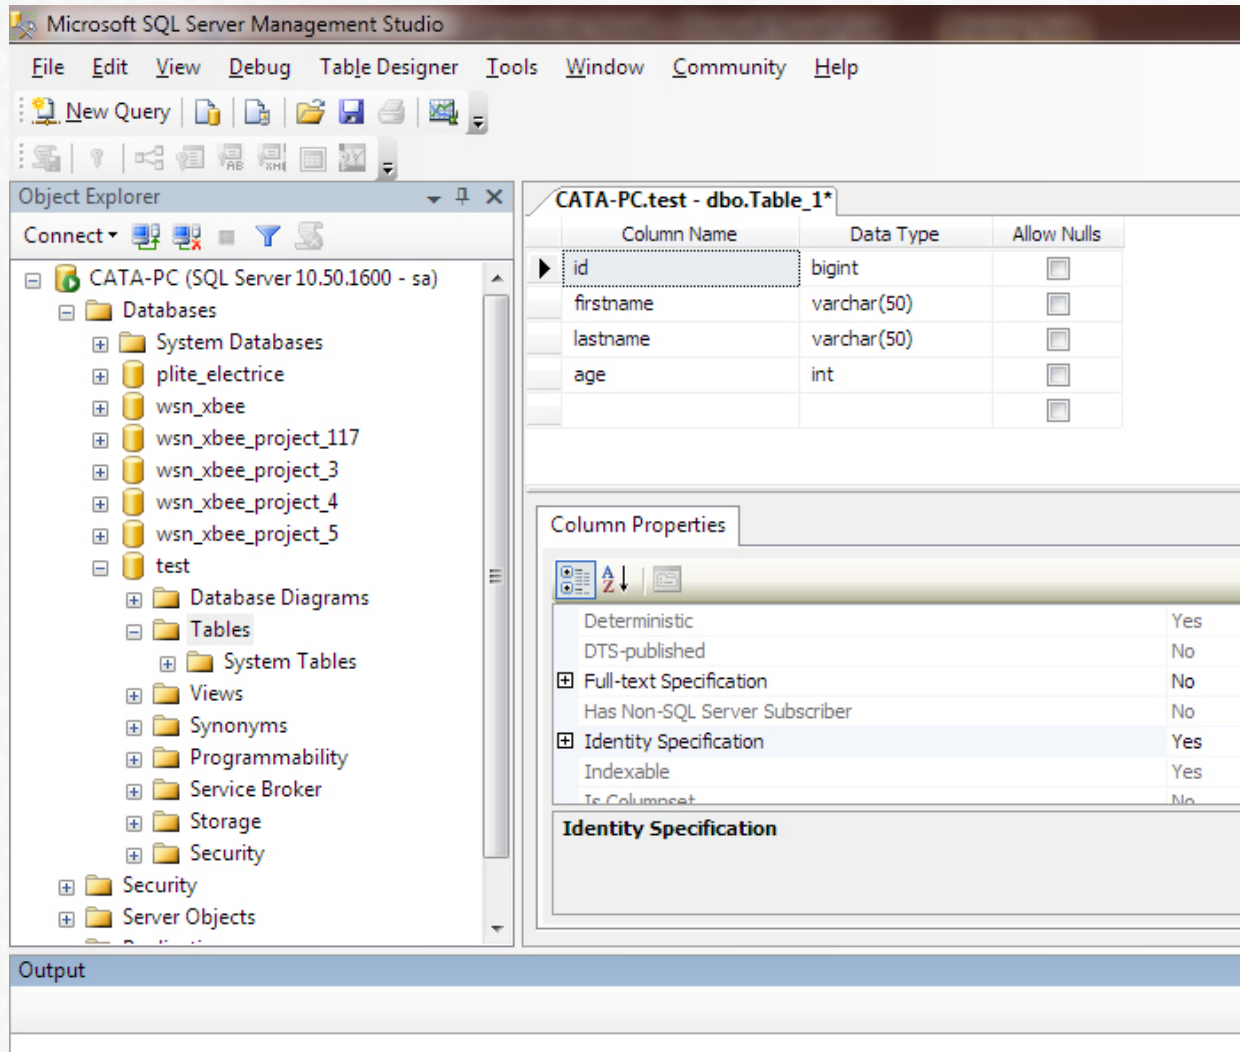 Microsoft SQL Server Management Studio
File Edit View Debug Table Designer Tools Window Community Help
New Query
Object Explorer
Connect
CATA-PC (SQL Server 10.50.1600 - sa)
Databases
System Databases
plite_electrice
wsn_xbee
wsn_xbee_project_117
wsn_xbee_project_3
wsn_xbee_project_4
wsn_xbee_project_5
test
Database Diagrams
Tables
System Tables
Views
Synonyms
Programmability
Service Broker
Storage
Security
Security
Server Objects
CATA-PC.test - dbo.Table_1*
Column Name Data Type Allow Nulls
id bigint
firstname varchar(50)
lastname varchar(50)
age int
Column Properties
Deterministic Yes
DTS-published No
Full-text Specification No
Has Non-SQL Server Subscriber No
Identity Specification Yes
Indexable Yes
Is Columnset No
Identity Specification
Output